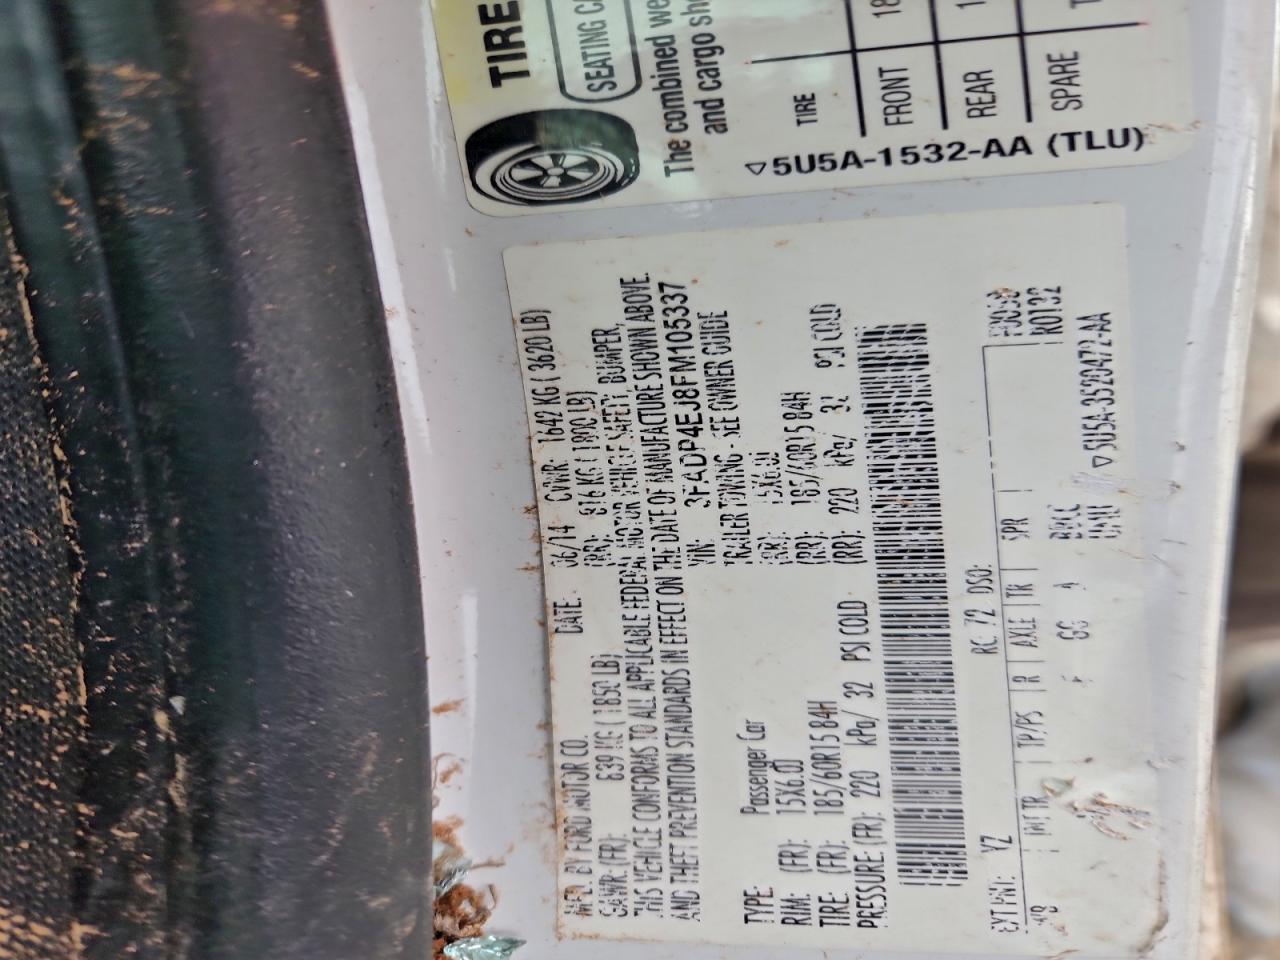 TIRE
SEATING C
The combined we
and cargo sh
TIRE
FRONT 18
REAR 1
SPARE T
▽5U5A-1532-AA (TLU)
MFD. BY FORD MOTOR CO. DATE: 06/14 GVWR: 1642 KG ( 3620 LB)
GAWR: (FR): 839 KG ( 1850 LB) (RR): 816 KG ( 1800 LB)
THIS VEHICLE CONFORMS TO ALL APPLICABLE FEDERAL MOTOR VEHICLE SAFETY, BUMPER,
AND THEFT PREVENTION STANDARDS IN EFFECT ON THE DATE OF MANUFACTURE SHOWN ABOVE.
VIN: 3FADP4EJ8FM105337
TYPE: Passenger Car TRAILER TOWING - SEE OWNER GUIDE
RIM: (FR): 15X6.0J (RR): 15X6.0J
TIRE: (FR): 185/60R15 84H (RR): 185/60R15 84H
PRESSURE (FR): 220 kPa/ 32 PSI COLD (RR): 220 kPa/ 32 PSI COLD
EXT PNT: YZ RC: 72 DSO:
INT TR TP/PS R AXLE TR SPR
R0132
▽5U5A-3520472-AA